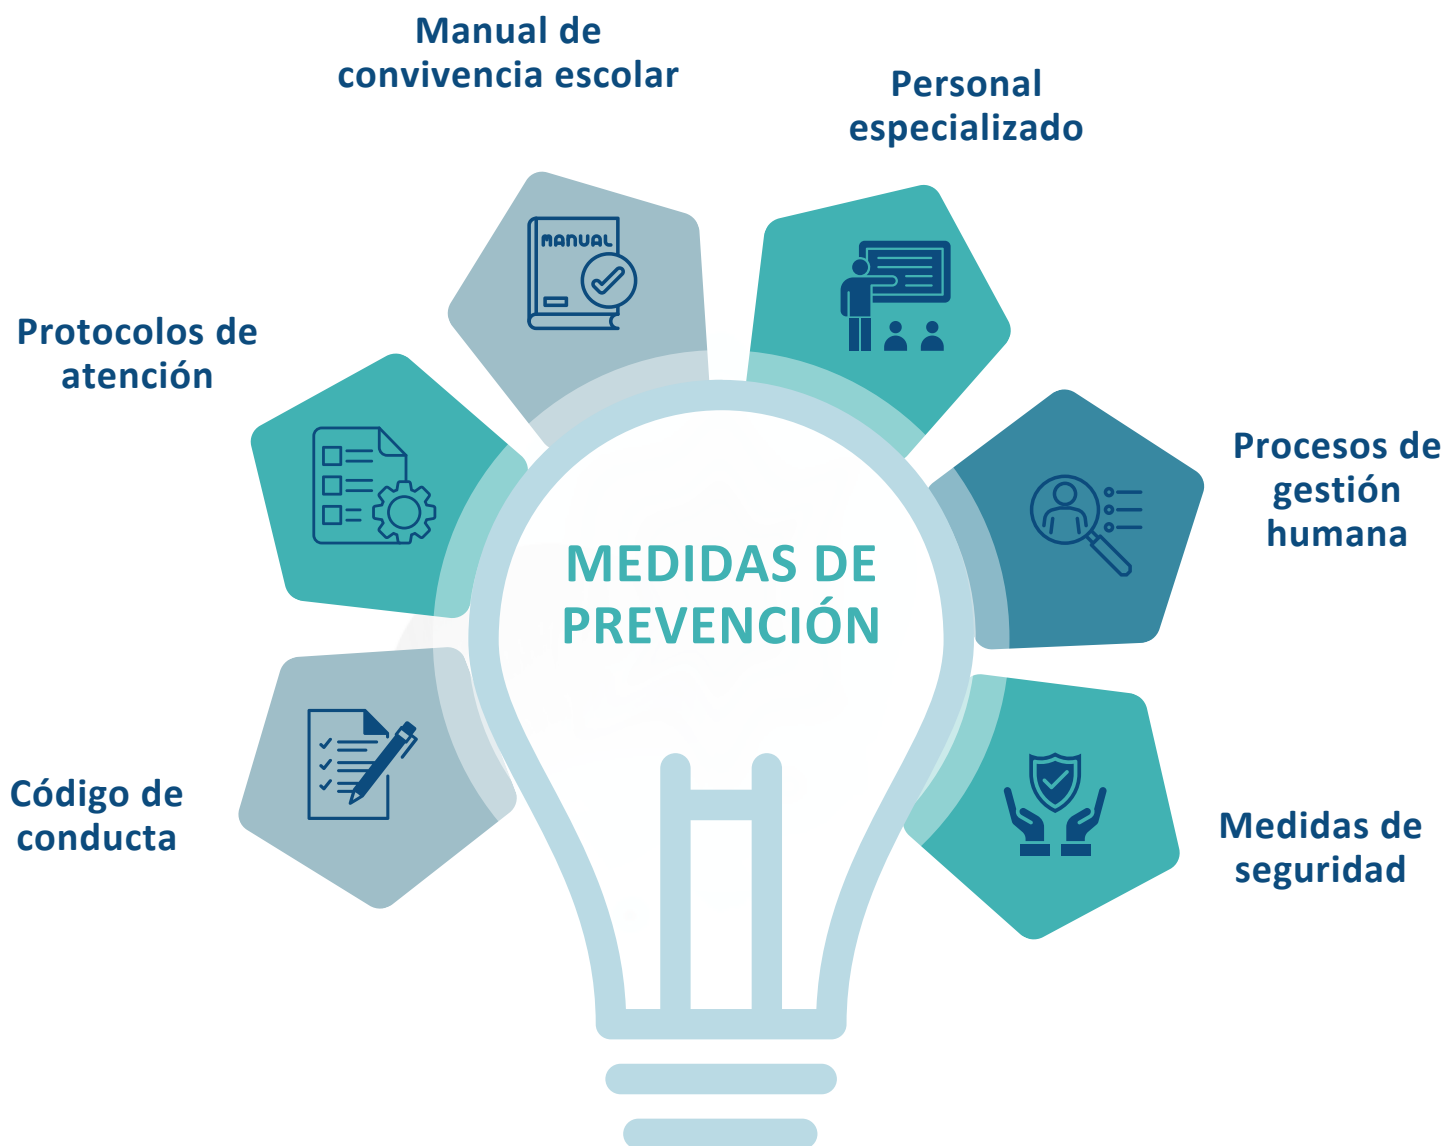 Manual de
convivencia escolar
Personal
especializado
MANUAL
Protocolos de
atención
Procesos de
gestión
humana
MEDIDAS DE
PREVENCIÓN
Código de
conducta
Medidas de
seguridad